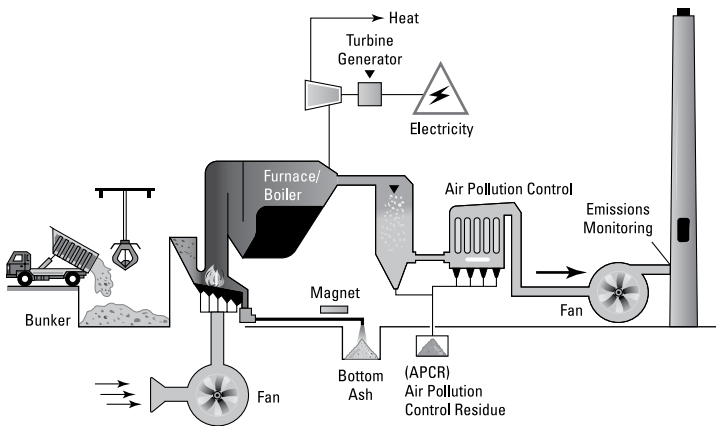 Heat
Turbine
Generator
Electricity
Furnace/
Boiler
Air Pollution Control
Emissions
Monitoring
Magnet
Bunker
Fan
Bottom
Ash
(APCR)
Air Pollution
Control Residue
Fan